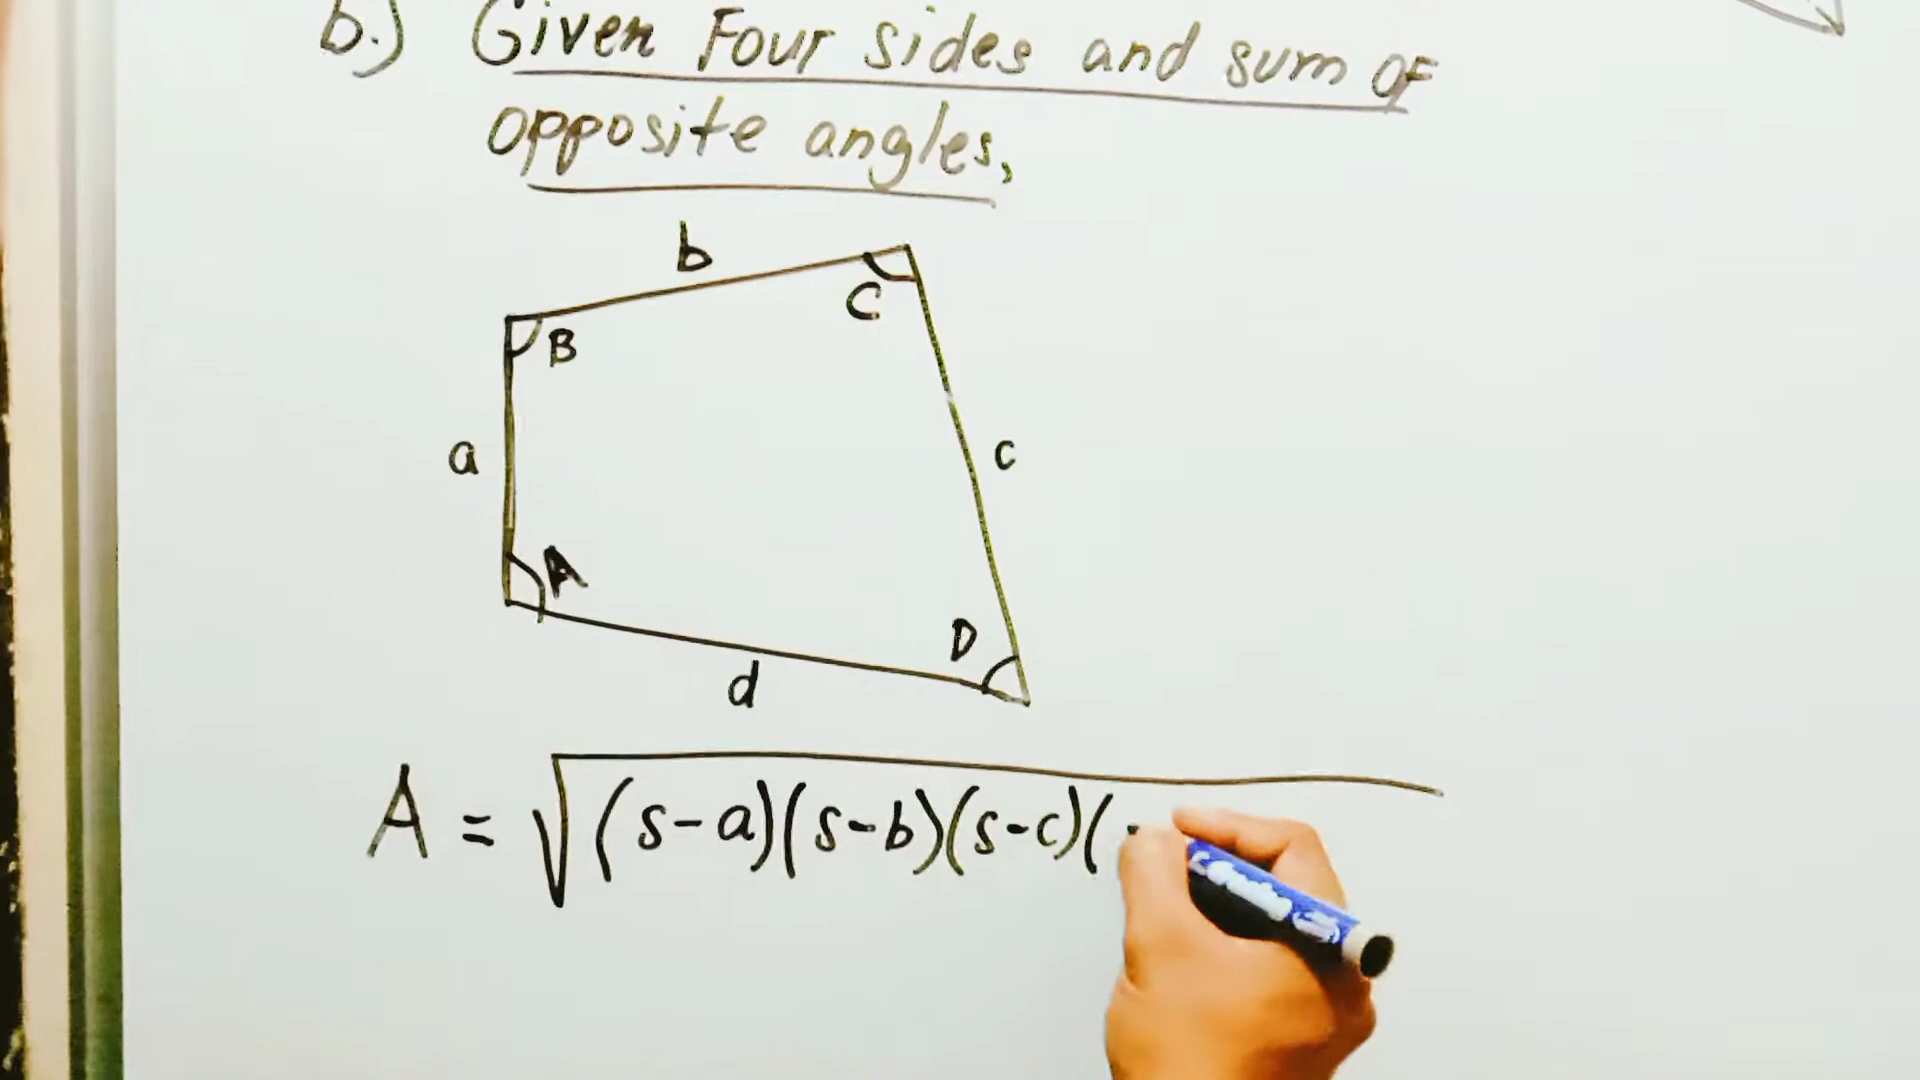 b.) Given Four sides and sum of
opposite angles,
b
C
B
a
c
A
D
d
A = √(s-a)(s-b)(s-c)(